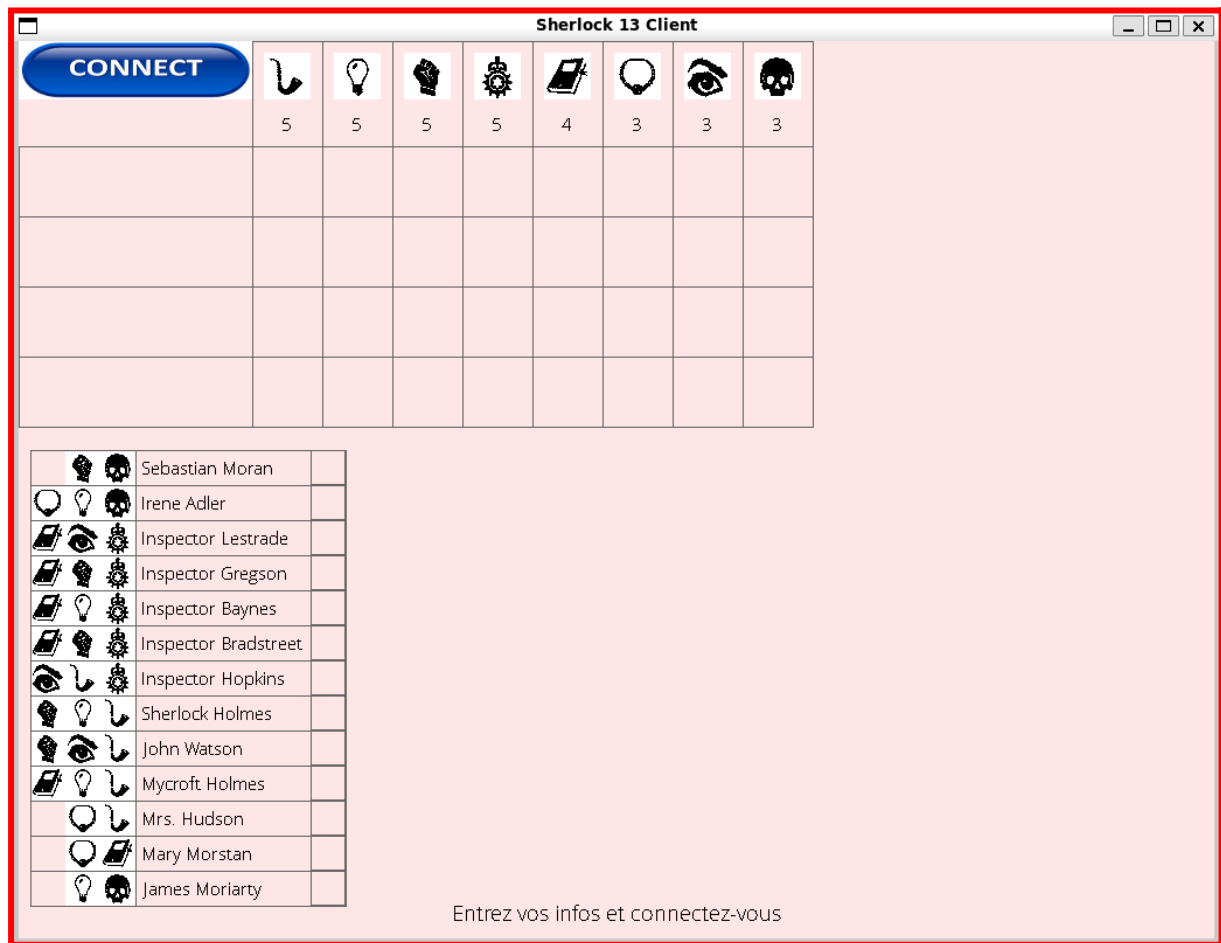 Sherlock 13 Client
CONNECT
5 5 5 5 4 3 3 3
Sebastian Moran
Irene Adler
Inspector Lestrade
Inspector Gregson
Inspector Baynes
Inspector Bradstreet
Inspector Hopkins
Sherlock Holmes
John Watson
Mycroft Holmes
Mrs. Hudson
Mary Morstan
James Moriarty
Entrez vos infos et connectez-vous